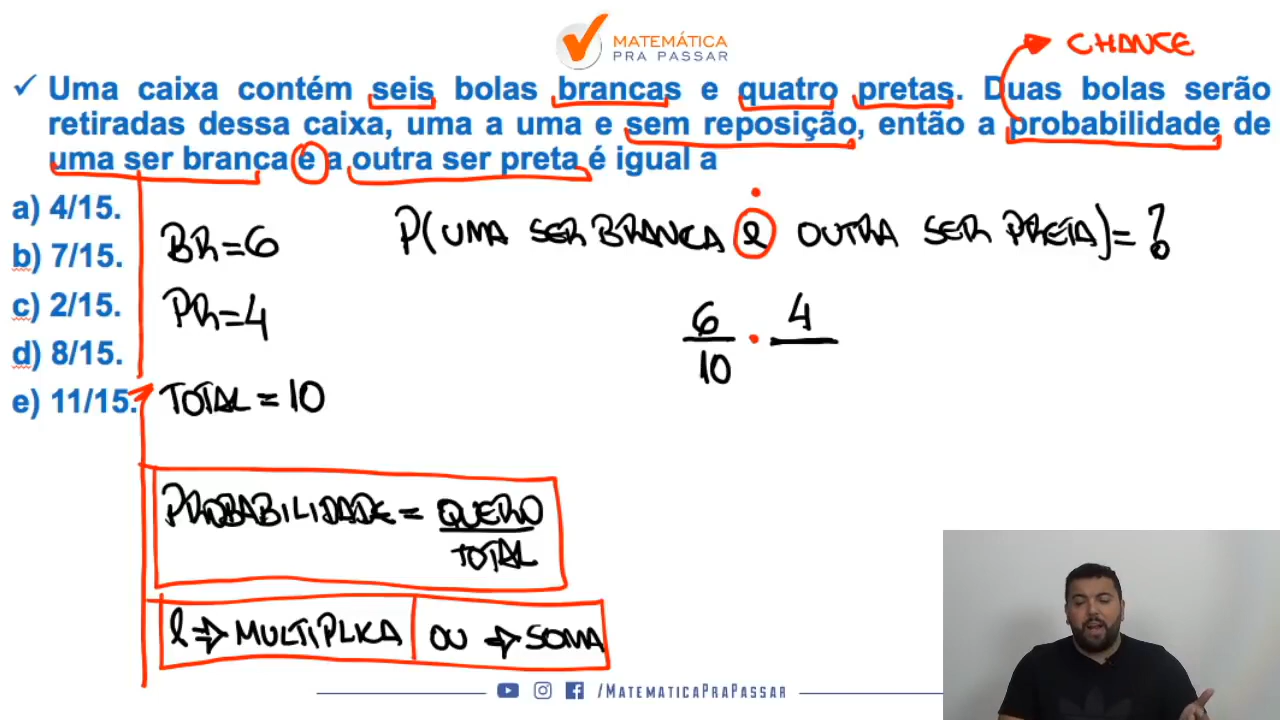 MATEMÁTICA
PRA PASSAR
CHANCE
✓ Uma caixa contém seis bolas brancas e quatro pretas. Duas bolas serão
retiradas dessa caixa, uma a uma e sem reposição, então a probabilidade de
uma ser branca e a outra ser preta é igual a
a) 4/15.
b) 7/15.
c) 2/15.
d) 8/15.
e) 11/15.
BR=6
PR=4
TOTAL=10
P(UMA SER BRANCA e OUTRA SER PRETA)=?
6/10 · 4/
PROBABILIDADE = QUERO/TOTAL
e => MULTIPLICA
OU => SOMA
/MATEMATICAPRAPASSAR